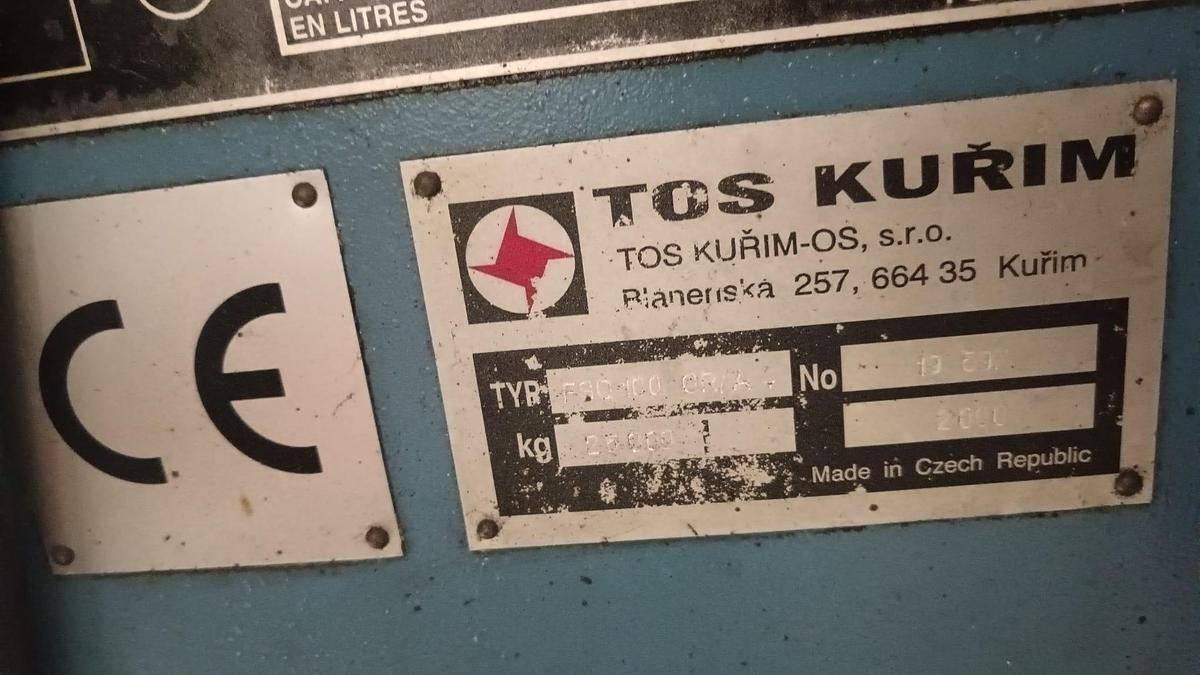 EN LITRES
CE
TOS KUŘIM
TOS KUŘIM-OS, s.r.o.
Blanenská 257, 664 35 Kuřim
TYP No
kg 2000
Made in Czech Republic